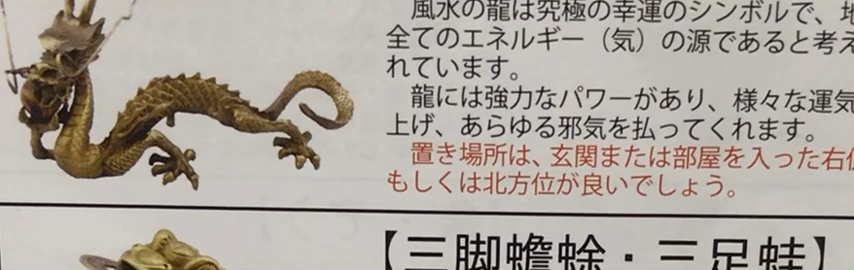 風水の龍は究極の幸運のシンボルで、地
全てのエネルギー（気）の源であると考え
れています。
龍には強力なパワーがあり、様々な運気
上げ、あらゆる邪気を払ってくれます。
置き場所は、玄関または部屋を入った右側
もしくは北方位が良いでしょう。
【三脚蟾蜍・三足蛙】